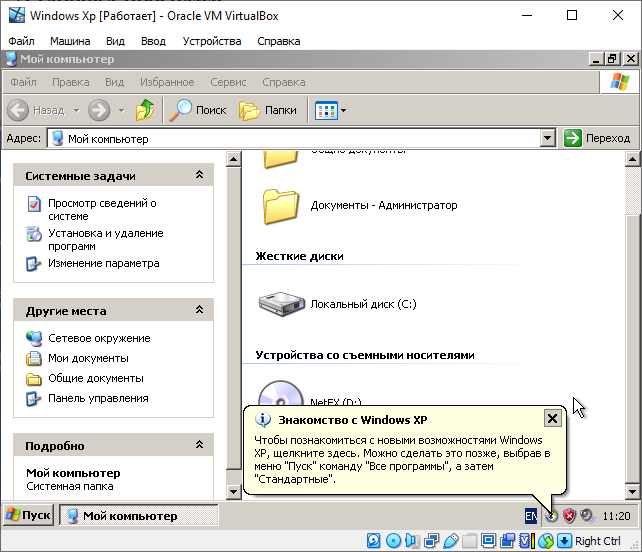 Windows Xp [Работает] - Oracle VM VirtualBox
Файл Машина Вид Ввод Устройства Справка
Мой компьютер
Файл Правка Вид Избранное Сервис Справка
Назад Поиск Папки
Адрес: Мой компьютер Переход
Системные задачи
Просмотр сведений о
системе
Установка и удаление
программ
Изменение параметра
Другие места
Сетевое окружение
Мои документы
Общие документы
Панель управления
Подробно
Мой компьютер
Системная папка
Общие документы
Документы - Администратор
Жесткие диски
Локальный диск (C:)
Устройства со съемными носителями
NetFX (D:)
Знакомство с Windows XP
Чтобы познакомиться с новыми возможностями Windows
XP, щелкните здесь. Можно сделать это позже, выбрав в
меню "Пуск" команду "Все программы", а затем
"Стандартные".
Пуск Мой компьютер EN 11:20
Right Ctrl